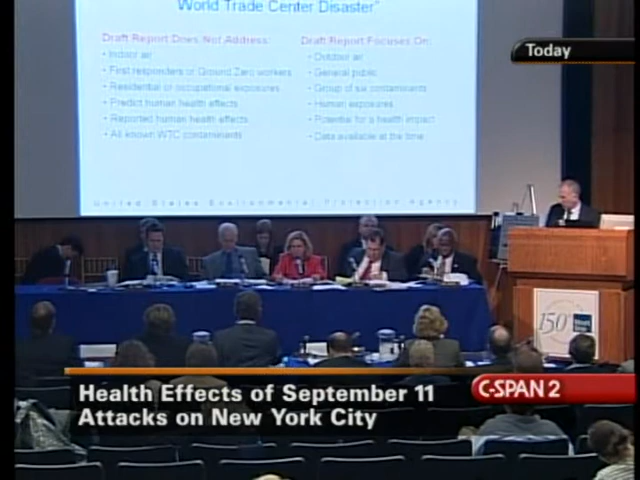 World Trade Center Disaster"
Draft Report Does Not Address:
• Indoor air
• First responders or Ground Zero workers
• Residential or occupational exposures
• Predict human health effects
• Reported human health effects
• All known WTC contaminants
Draft Report Focuses On:
• Outdoor air
• General public
• Group of six contaminants
• Human exposures
• Potential for a health impact
• Data available at the time
United States Environmental Protection Agency
Today
150
Health Effects of September 11
Attacks on New York City
C-SPAN 2